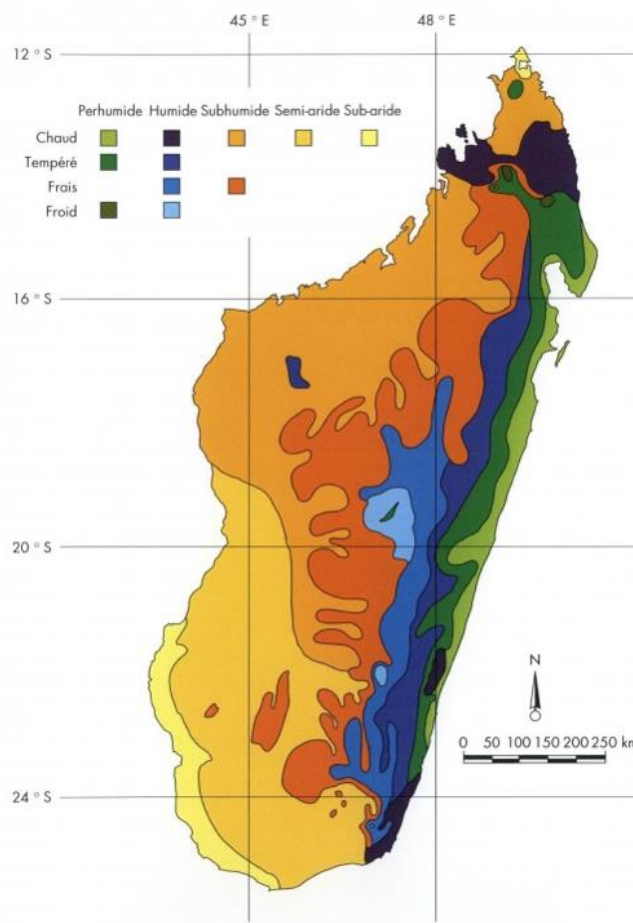 45 ° E 48 ° E
12 ° S
Perhumide Humide Subhumide Semi-aride Sub-aride
Chaud
Tempéré
Frais
Froid
16 ° S
20 ° S
N
0 50 100 150 200 250 km
24 ° S